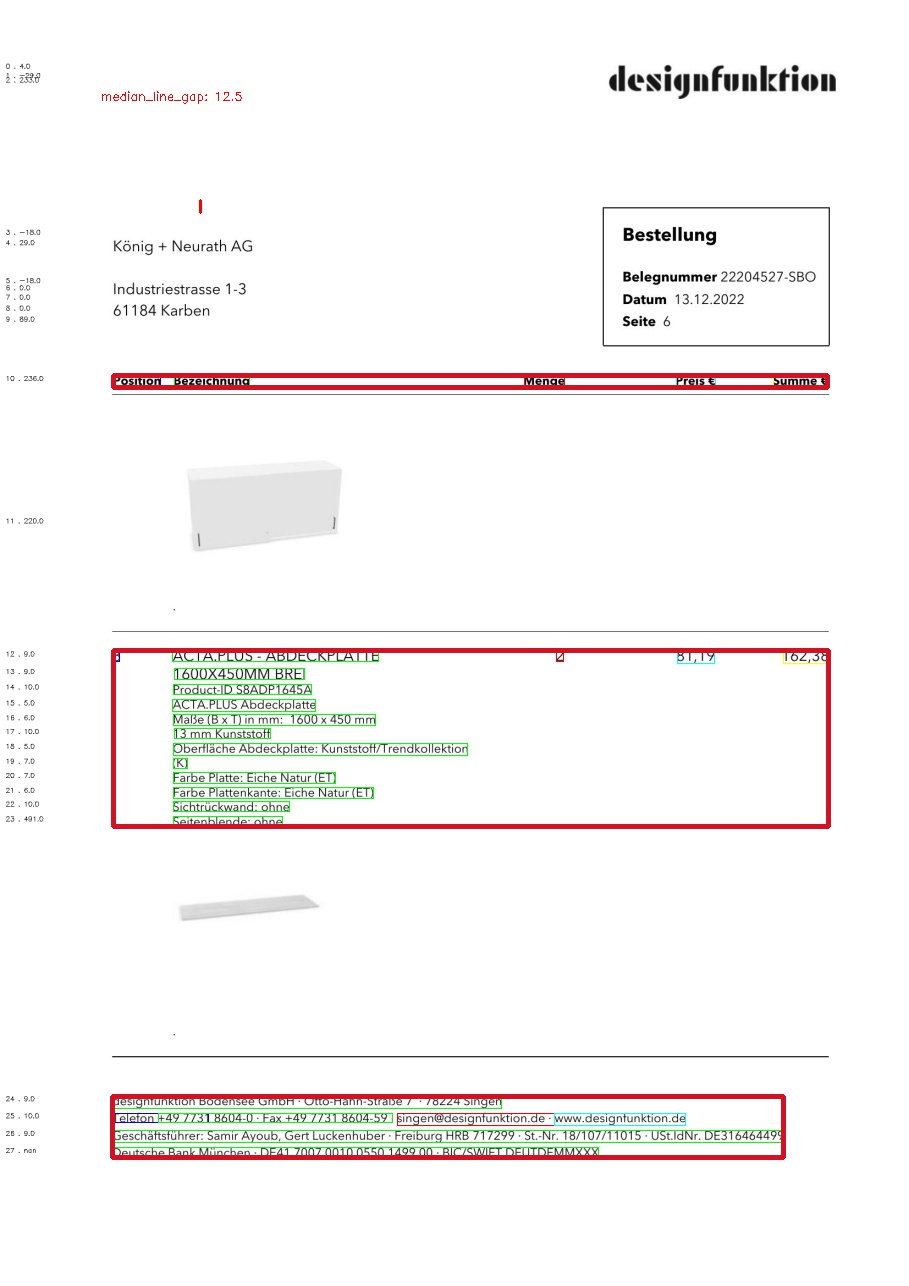 0 . 4.0
designfunktion
2 . 233.0
median_line_gap: 12.5
3 . -18.0
Bestellung
4 . 29.0
König + Neurath AG
5 . -18.0
Belegnummer 22204527-SBO
6 . 0.0
Industriestrasse 1-3
7 . 0.0
Datum 13.12.2022
8 . 0.0
61184 Karben
9 . 89.0
Seite 6
10 . 236.0
Position Bezeichnung Menge Preis € Summe €
11 . 220.0
.
12 . 9.0
ACTA.PLUS - ABDECKPLATTE 2 81,19 162,38
13 . 9.0
1600X450MM BRE
14 . 10.0
Product-ID S8ADP1645A
15 . 5.0
ACTA.PLUS Abdeckplatte
16 . 6.0
Maße (B x T) in mm: 1600 x 450 mm
17 . 10.0
13 mm Kunststoff
18 . 5.0
Oberfläche Abdeckplatte: Kunststoff/Trendkollektion
19 . 7.0
(K)
20 . 7.0
Farbe Platte: Eiche Natur (ET)
21 . 6.0
Farbe Plattenkante: Eiche Natur (ET)
22 . 10.0
Sichtrückwand: ohne
23 . 491.0
Seitenblende: ohne
.
24 . 9.0
designfunktion Bodensee GmbH · Otto-Hahn-Straße 7 · 78224 Singen
25 . 10.0
Telefon +49 7731 8604-0 · Fax +49 7731 8604-59 singen@designfunktion.de · www.designfunktion.de
26 . 9.0
Geschäftsführer: Samir Ayoub, Gert Luckenhuber · Freiburg HRB 717299 · St.-Nr. 18/107/11015 · USt.IdNr. DE316464499
27 . nan
Deutsche Bank München · DE41 7007 0010 0550 1499 00 · BIC/SWIFT DEUTDEMMXXX